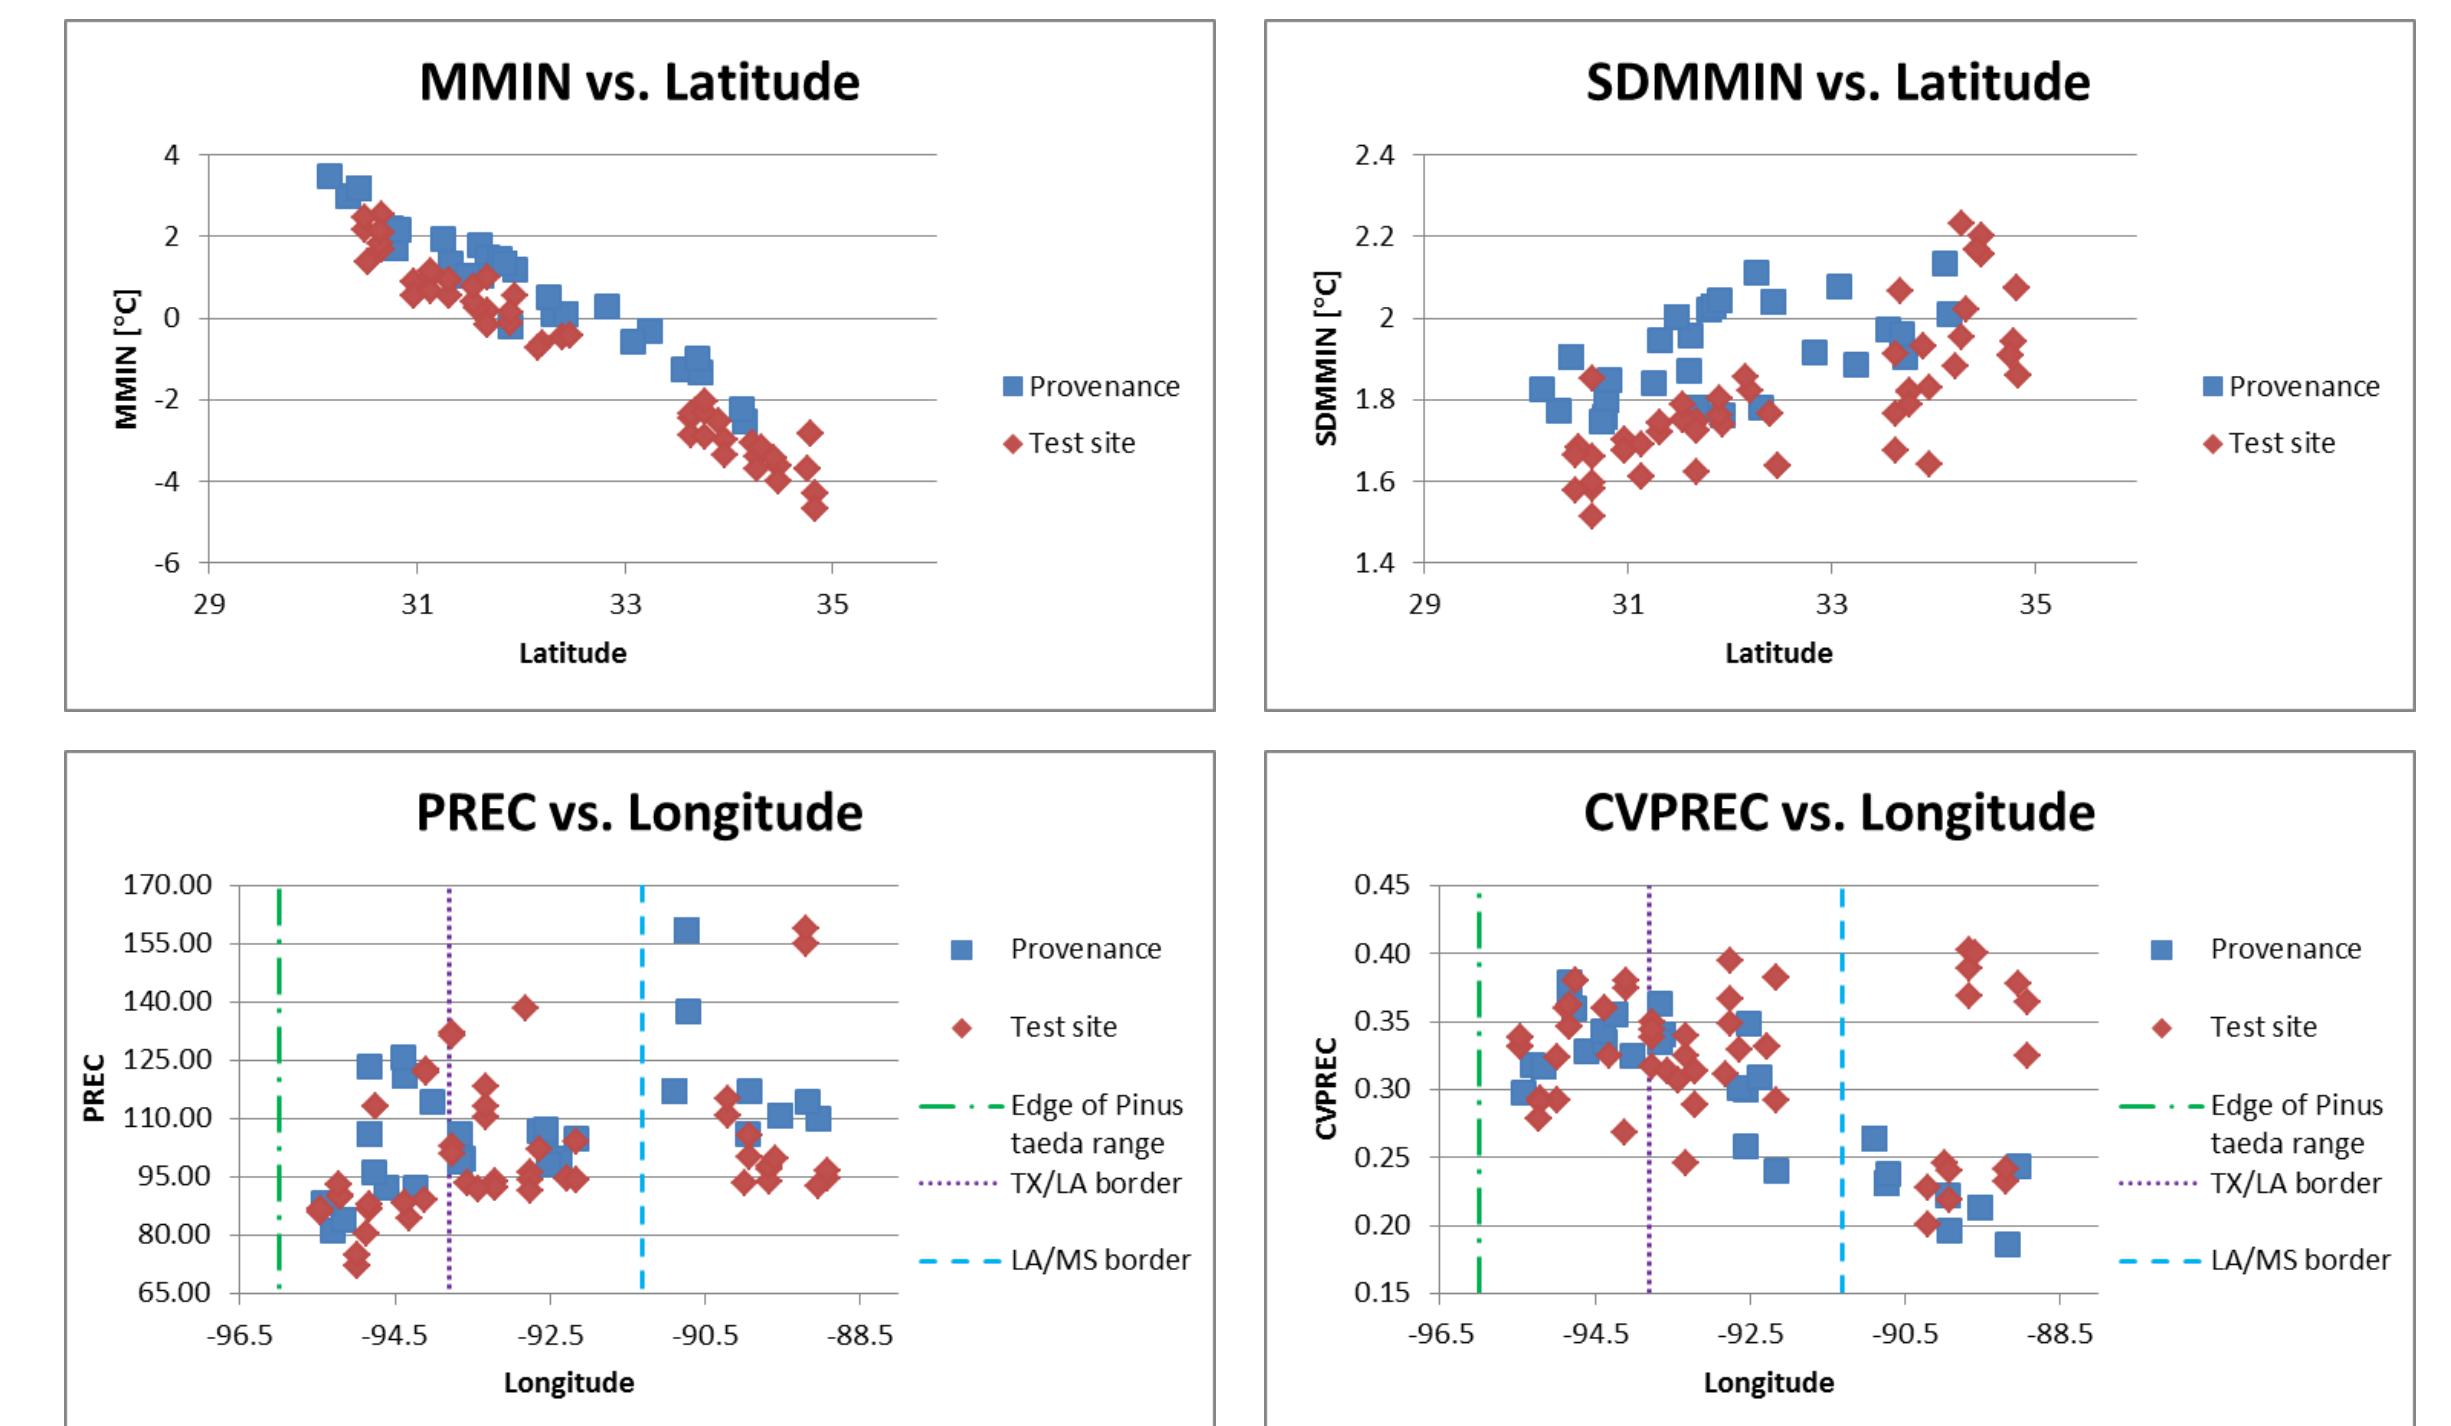 MMIN vs. Latitude
4
2
0
-2
-4
-6
MMIN [°C]
29 31 33 35
Latitude
Provenance
Test site
SDMMIN vs. Latitude
2.4
2.2
2
1.8
1.6
1.4
SDMMIN [°C]
29 31 33 35
Latitude
Provenance
Test site
PREC vs. Longitude
170.00
155.00
140.00
125.00
110.00
95.00
80.00
65.00
PREC
-96.5 -94.5 -92.5 -90.5 -88.5
Longitude
Provenance
Test site
Edge of Pinus
taeda range
TX/LA border
LA/MS border
CVPREC vs. Longitude
0.45
0.40
0.35
0.30
0.25
0.20
0.15
CVPREC
-96.5 -94.5 -92.5 -90.5 -88.5
Longitude
Provenance
Test site
Edge of Pinus
taeda range
TX/LA border
LA/MS border